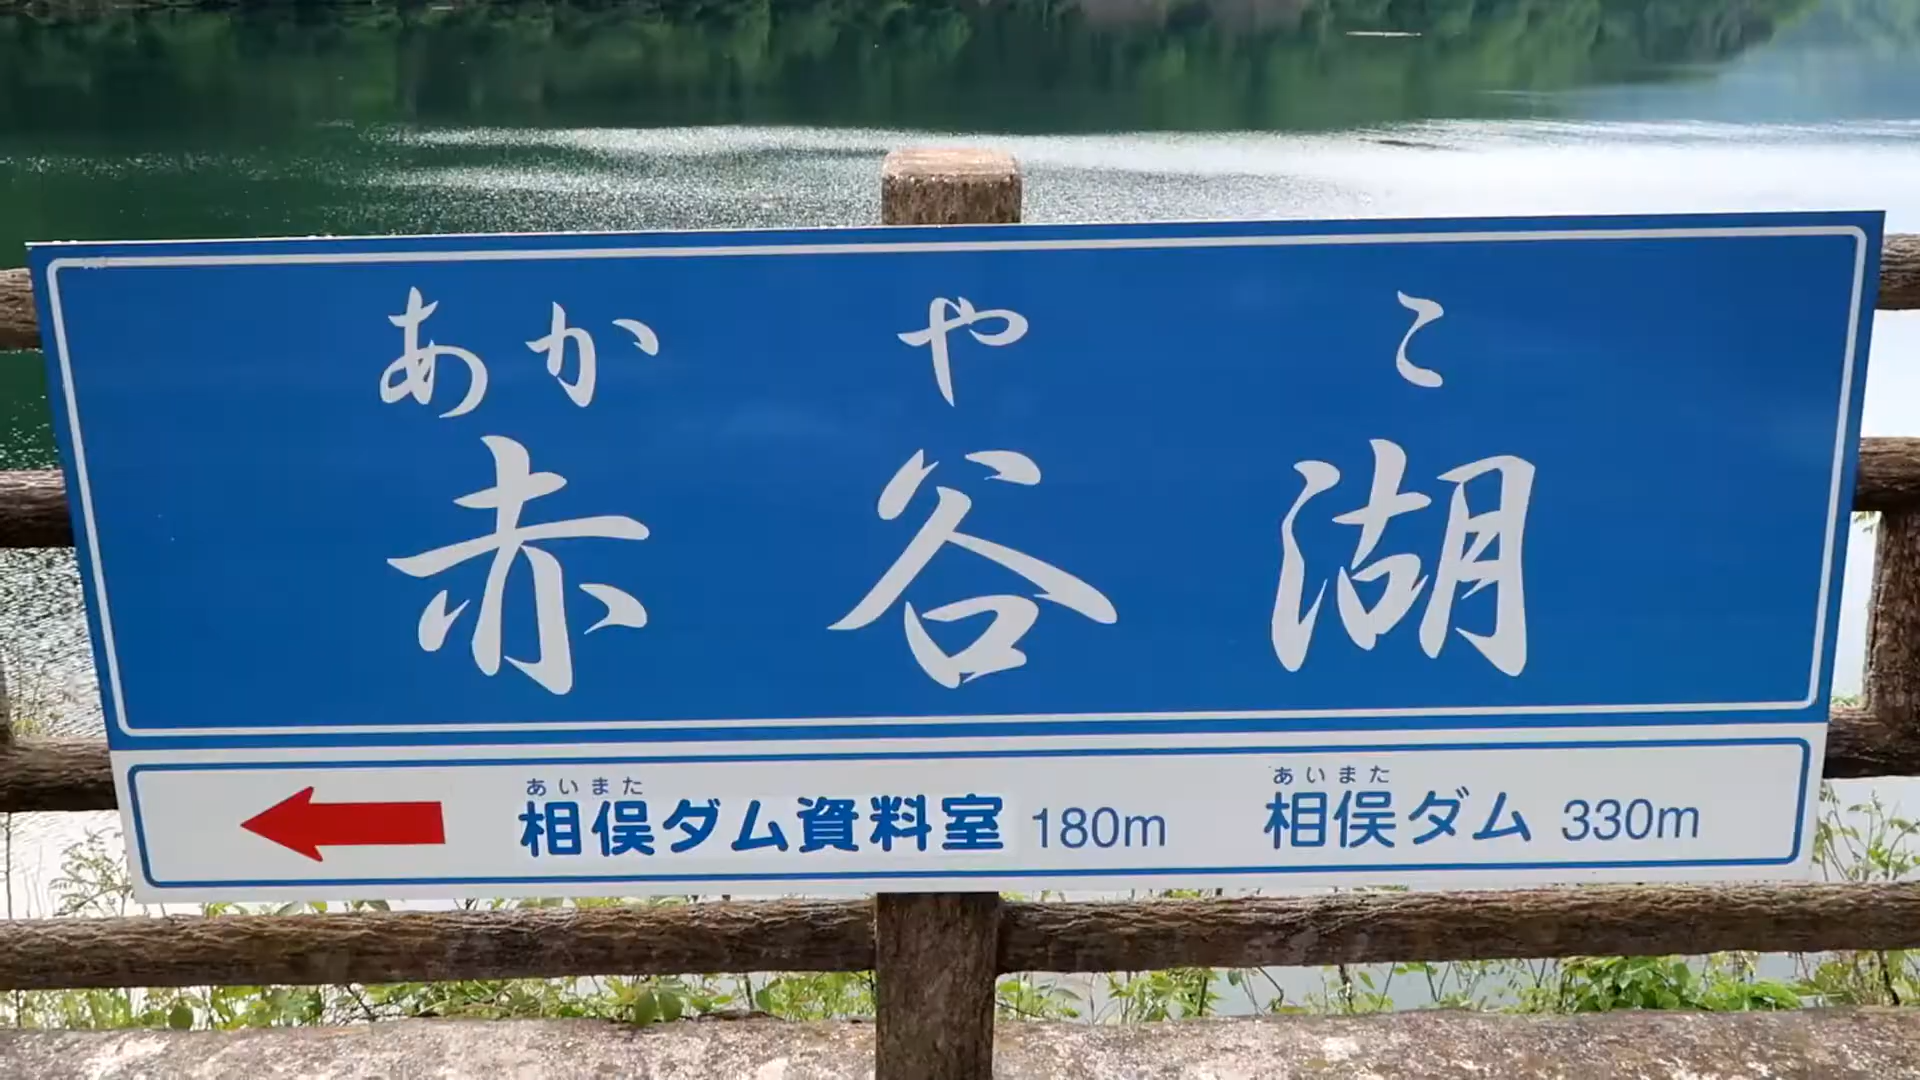 あか や こ
赤谷湖
あいまた あいまた
相俣ダム資料室 180m 相俣ダム 330m